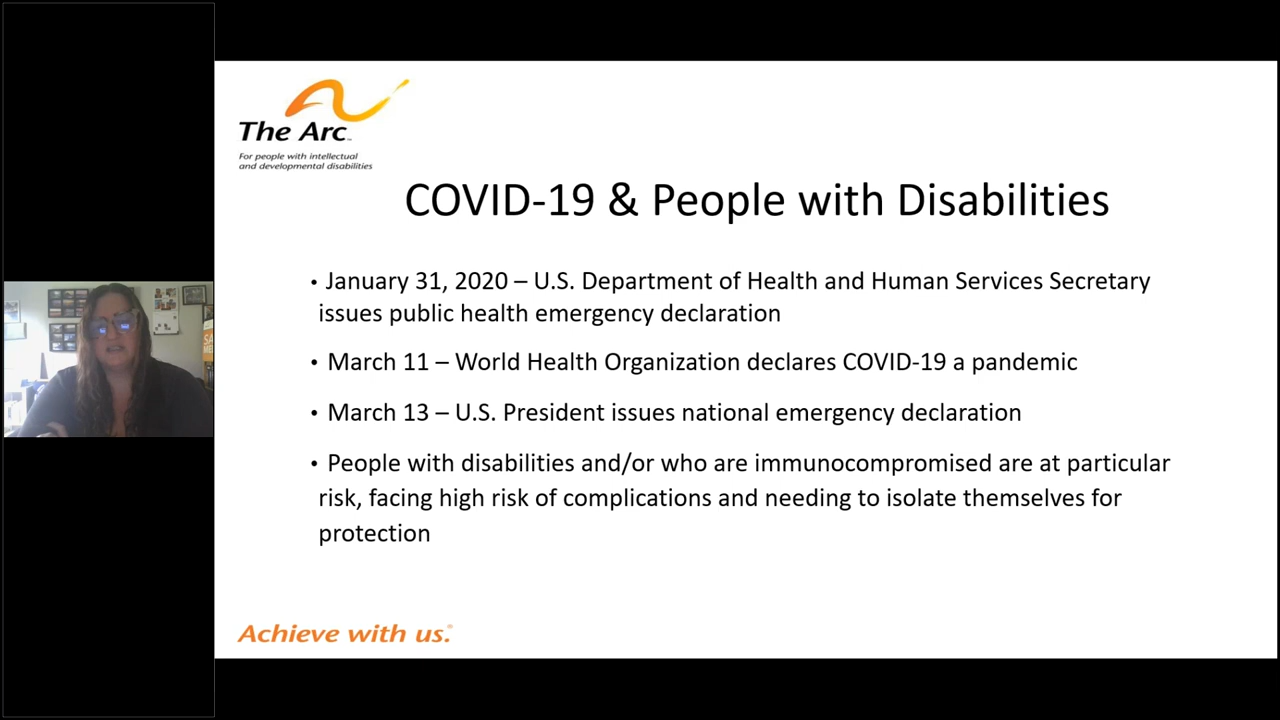 The Arc
For people with intellectual
and developmental disabilities
COVID-19 & People with Disabilities
• January 31, 2020 – U.S. Department of Health and Human Services Secretary
issues public health emergency declaration
• March 11 – World Health Organization declares COVID-19 a pandemic
• March 13 – U.S. President issues national emergency declaration
• People with disabilities and/or who are immunocompromised are at particular
risk, facing high risk of complications and needing to isolate themselves for
protection
Achieve with us.®